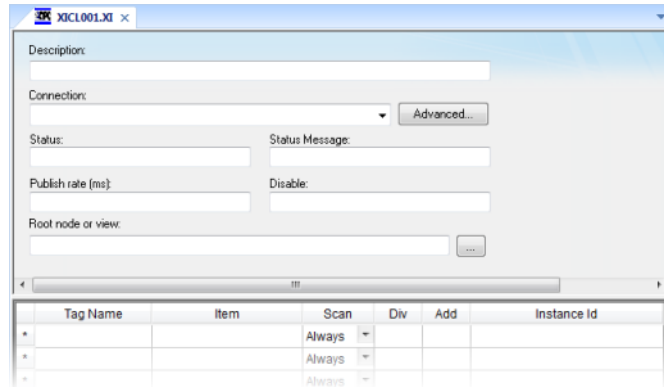 XICL001.XI
Description:
Connection:
Advanced...
Status:
Status Message:
Publish rate (ms):
Disable:
Root node or view:
...
Tag Name Item Scan Div Add Instance Id
* Always
* Always
* Always